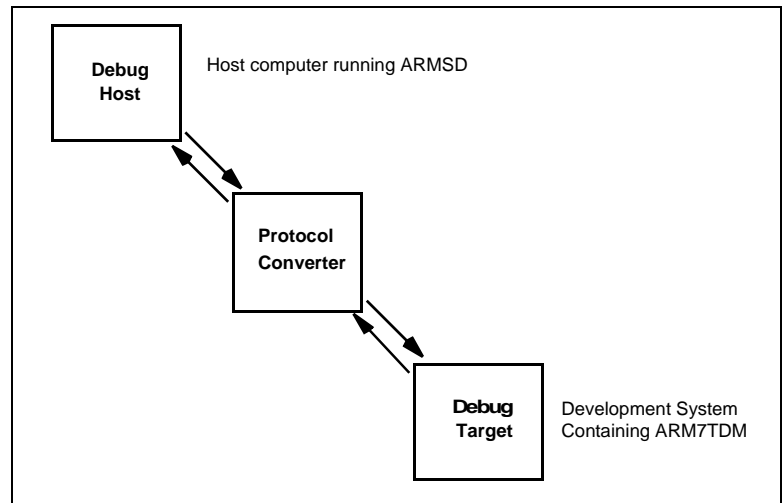 Debug
Host
Host computer running ARMSD
Protocol
Converter
Debug
Target
Development System
Containing ARM7TDM